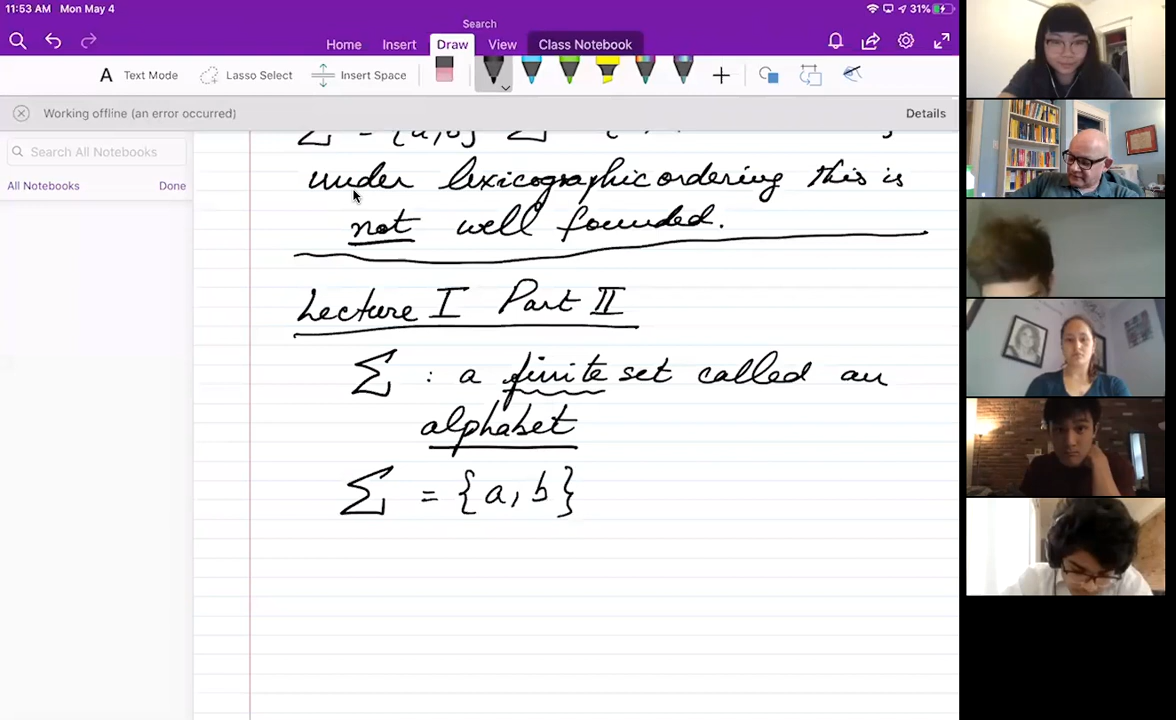 11:53 AM Mon May 4
31%
Search
Home Insert Draw View Class Notebook
Text Mode Lasso Select Insert Space
Working offline (an error occurred) Details
Search All Notebooks
All Notebooks Done
Σ = {a,b} Σ
under lexicographic ordering this is
not well founded.
Lecture I Part II
Σ : a finite set called an
alphabet
Σ = {a, b}